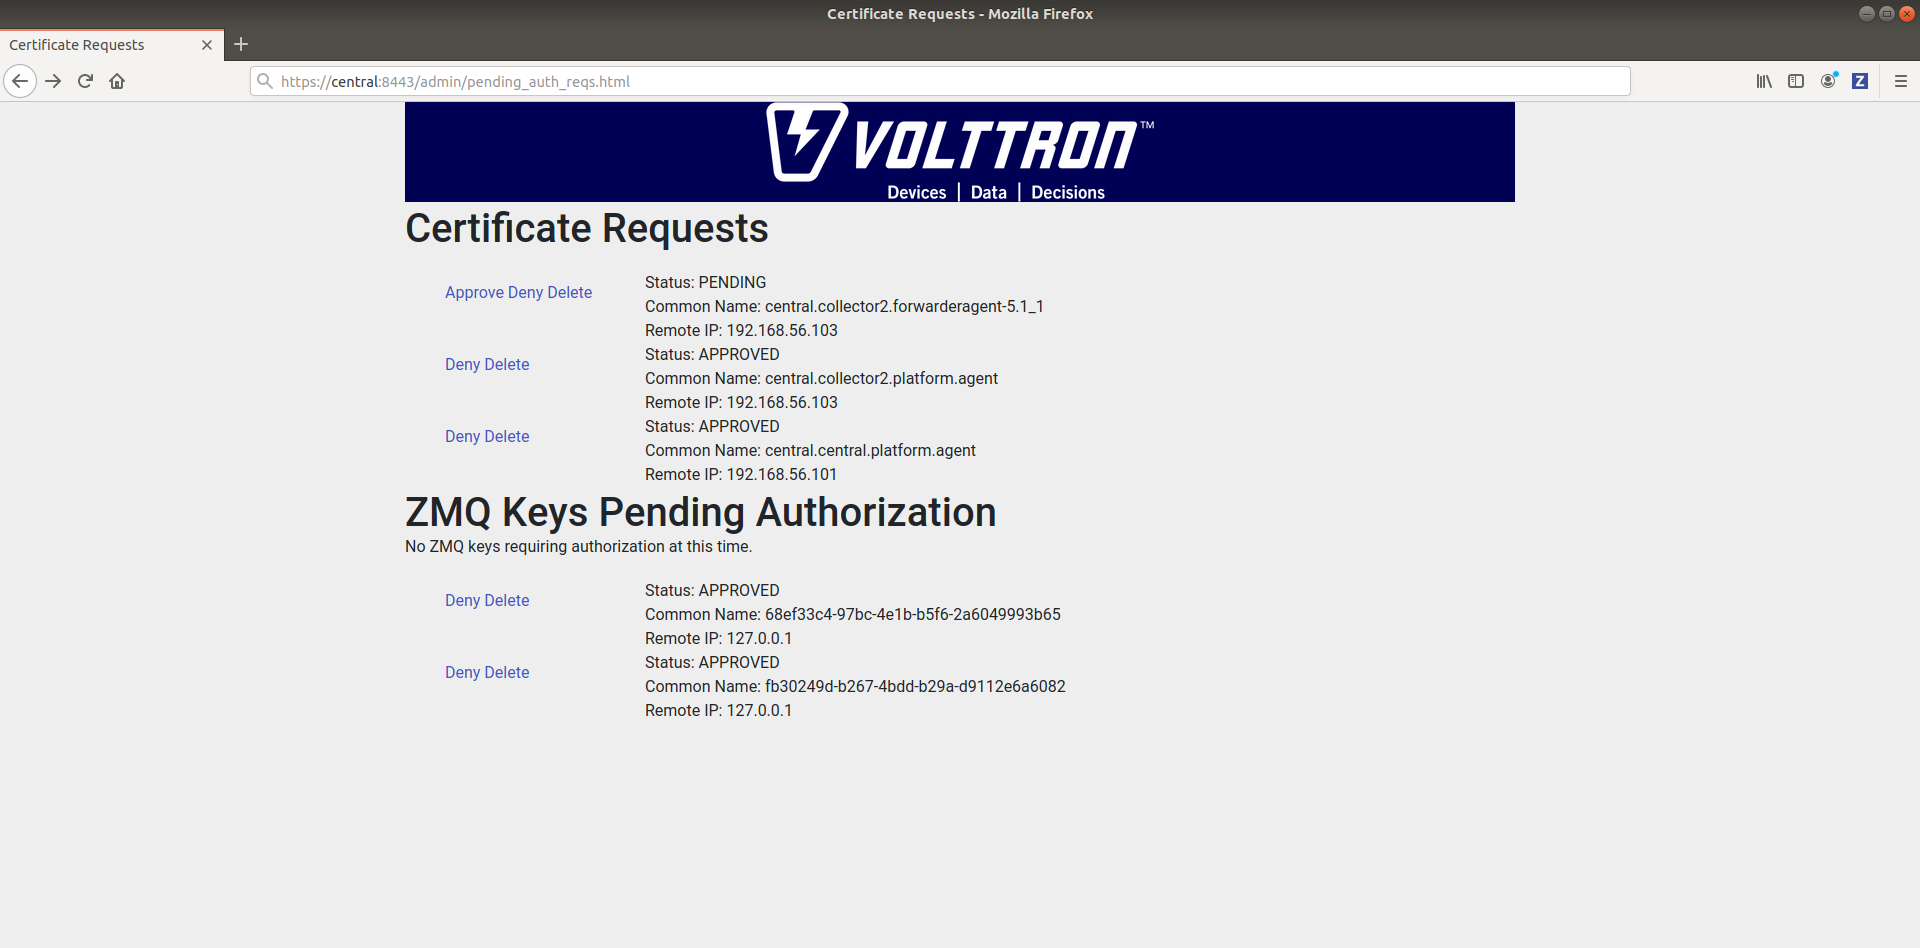 Certificate Requests - Mozilla Firefox
Certificate Requests
https://central:8443/admin/pending_auth_reqs.html
Z
VOLTTRON™
Devices | Data | Decisions
Certificate Requests
Approve Deny Delete
Status: PENDING
Common Name: central.collector2.forwarderagent-5.1_1
Remote IP: 192.168.56.103
Deny Delete
Status: APPROVED
Common Name: central.collector2.platform.agent
Remote IP: 192.168.56.103
Deny Delete
Status: APPROVED
Common Name: central.central.platform.agent
Remote IP: 192.168.56.101
ZMQ Keys Pending Authorization
No ZMQ keys requiring authorization at this time.
Deny Delete
Status: APPROVED
Common Name: 68ef33c4-97bc-4e1b-b5f6-2a6049993b65
Remote IP: 127.0.0.1
Deny Delete
Status: APPROVED
Common Name: fb30249d-b267-4bdd-b29a-d9112e6a6082
Remote IP: 127.0.0.1